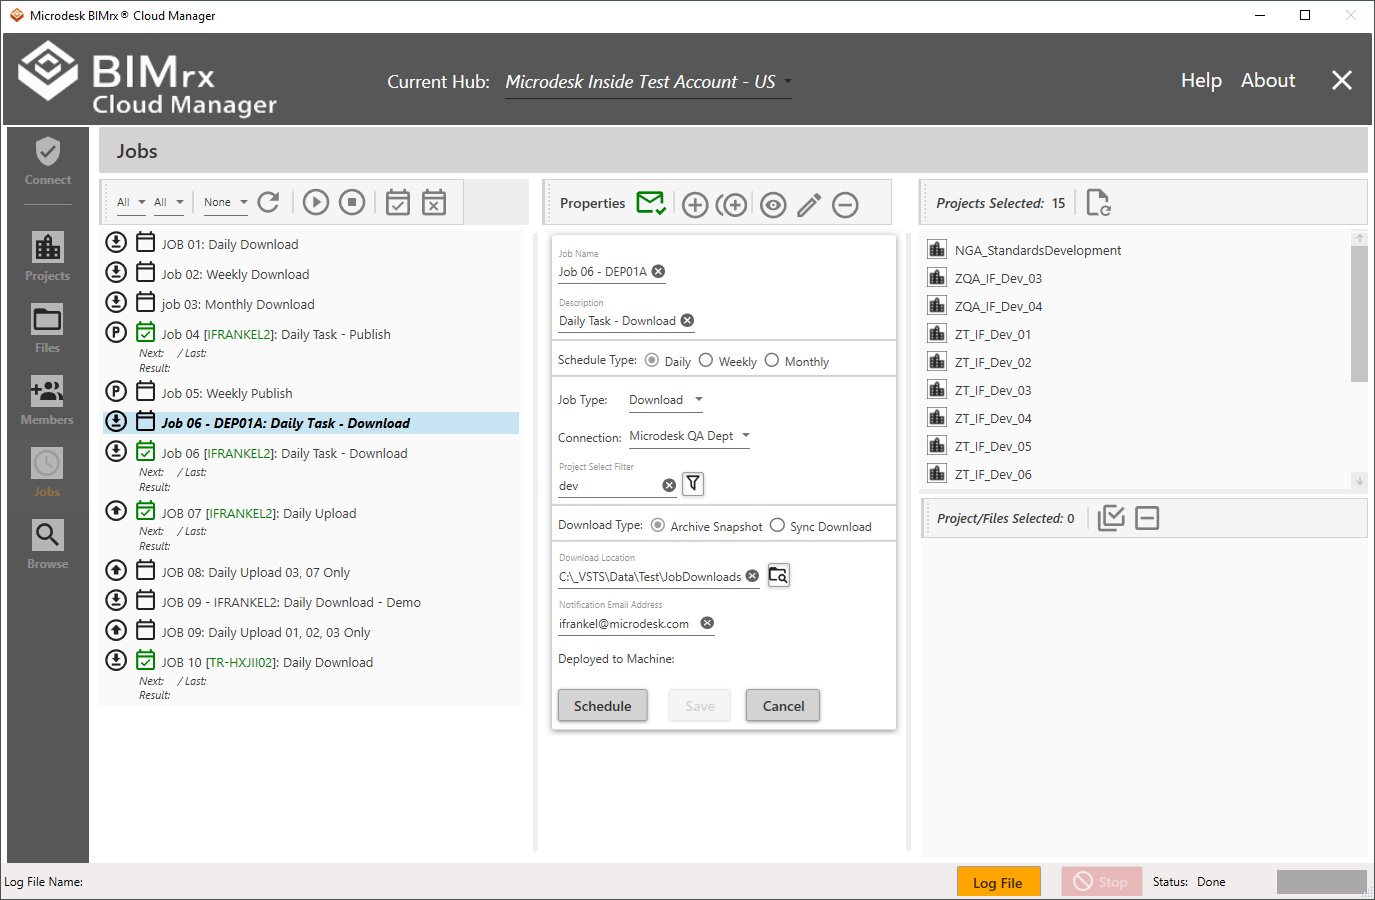 Microdesk BIMrx® Cloud Manager
BIMrx
Cloud Manager
Current Hub: Microdesk Inside Test Account - US
Help About
Connect
Projects
Files
Members
Jobs
Browse
Jobs
All All None
JOB 01: Daily Download
Job 02: Weekly Download
job 03: Monthly Download
P Job 04 [IFRANKEL2]: Daily Task - Publish
Next: / Last:
Result:
P Job 05: Weekly Publish
Job 06 - DEP01A: Daily Task - Download
Job 06 [IFRANKEL2]: Daily Task - Download
Next: / Last:
Result:
JOB 07 [IFRANKEL2]: Daily Upload
Next: / Last:
Result:
JOB 08: Daily Upload 03, 07 Only
JOB 09 - IFRANKEL2: Daily Download - Demo
JOB 09: Daily Upload 01, 02, 03 Only
JOB 10 [TR-HXJII02]: Daily Download
Next: / Last:
Result:
Properties
Job Name
Job 06 - DEP01A
Description
Daily Task - Download
Schedule Type: Daily Weekly Monthly
Job Type: Download
Connection: Microdesk QA Dept
Project Select Filter
dev
Download Type: Archive Snapshot Sync Download
Download Location
C:\_VSTS\Data\Test\JobDownloads
Notification Email Address
ifrankel@microdesk.com
Deployed to Machine:
Schedule Save Cancel
Projects Selected: 15
NGA_StandardsDevelopment
ZQA_IF_Dev_03
ZQA_IF_Dev_04
ZT_IF_Dev_01
ZT_IF_Dev_02
ZT_IF_Dev_03
ZT_IF_Dev_04
ZT_IF_Dev_05
ZT_IF_Dev_06
Project/Files Selected: 0
Log File Name:
Log File Stop Status: Done